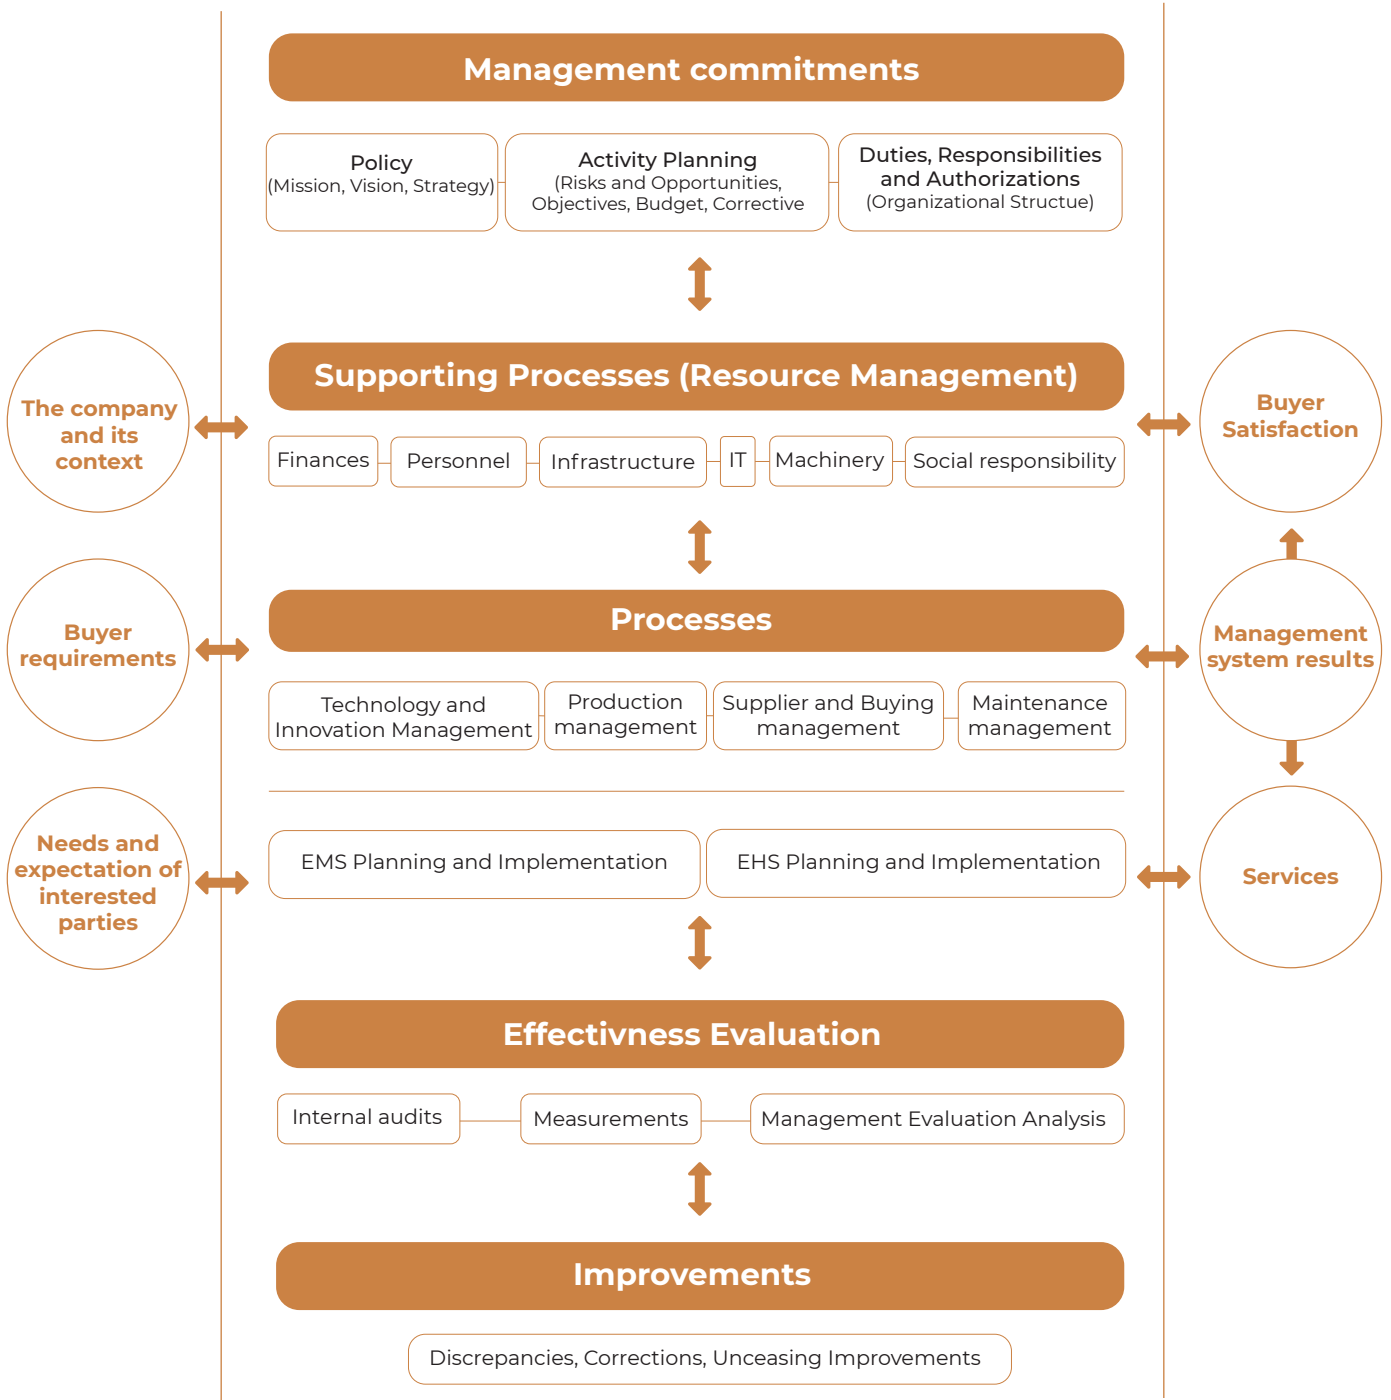 Management commitments
Policy
(Mission, Vision, Strategy)
Activity Planning
(Risks and Opportunities,
Objectives, Budget, Corrective
Duties, Responsibilities
and Authorizations
(Organizational Structue)
The company
and its
context
Supporting Processes (Resource Management)
Finances
Personnel
Infrastructure
IT
Machinery
Social responsibility
Buyer
Satisfaction
Buyer
requirements
Processes
Technology and
Innovation Management
Production
management
Supplier and Buying
management
Maintenance
management
Management
system results
Needs and
expectation of
interested
parties
EMS Planning and Implementation
EHS Planning and Implementation
Services
Effectivness Evaluation
Internal audits
Measurements
Management Evaluation Analysis
Improvements
Discrepancies, Corrections, Unceasing Improvements